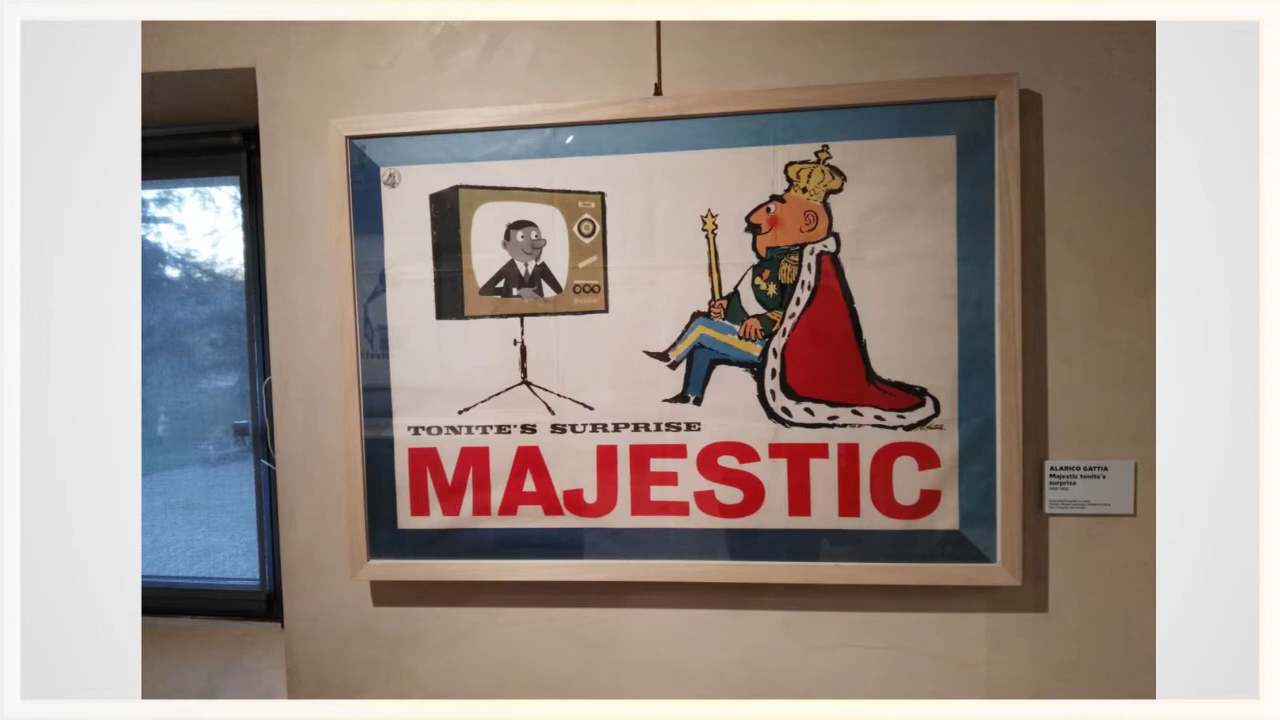 TONITE'S SURPRISE
MAJESTIC
ALARICO GATTIA
Majestic tonite's
surprise